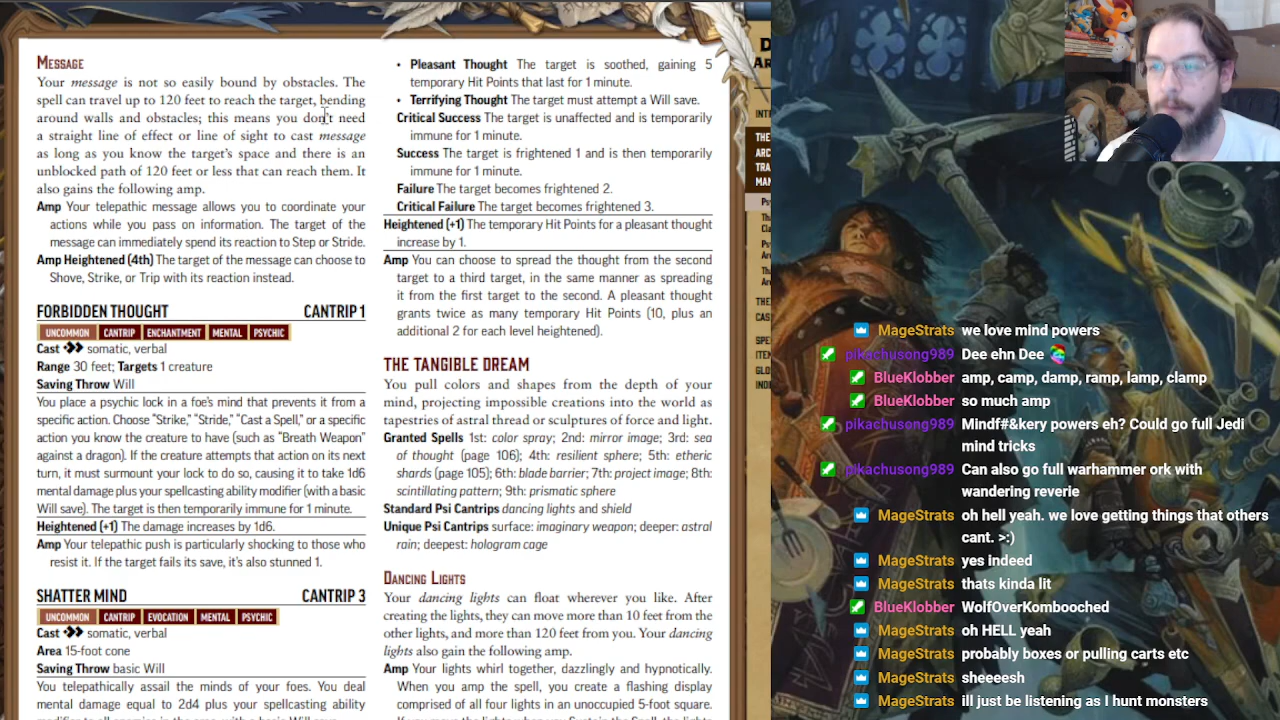 MESSAGE
Your message is not so easily bound by obstacles. The
spell can travel up to 120 feet to reach the target, bending
around walls and obstacles; this means you don't need
a straight line of effect or line of sight to cast message
as long as you know the target's space and there is an
unblocked path of 120 feet or less that can reach them. It
also gains the following amp.
Amp Your telepathic message allows you to coordinate your
actions while you pass on information. The target of the
message can immediately spend its reaction to Step or Stride.
Amp Heightened (4th) The target of the message can choose to
Shove, Strike, or Trip with its reaction instead.
FORBIDDEN THOUGHT CANTRIP 1
UNCOMMON CANTRIP ENCHANTMENT MENTAL PSYCHIC
Cast somatic, verbal
Range 30 feet; Targets 1 creature
Saving Throw Will
You place a psychic lock in a foe's mind that prevents it from a
specific action. Choose "Strike," "Stride," "Cast a Spell," or a specific
action you know the creature to have (such as "Breath Weapon"
against a dragon). If the creature attempts that action on its next
turn, it must surmount your lock to do so, causing it to take 1d6
mental damage plus your spellcasting ability modifier (with a basic
Will save). The target is then temporarily immune for 1 minute.
Heightened (+1) The damage increases by 1d6.
Amp Your telepathic push is particularly shocking to those who
resist it. If the target fails its save, it's also stunned 1.
SHATTER MIND CANTRIP 3
UNCOMMON CANTRIP EVOCATION MENTAL PSYCHIC
Cast somatic, verbal
Area 15-foot cone
Saving Throw basic Will
You telepathically assail the minds of your foes. You deal
mental damage equal to 2d4 plus your spellcasting ability
modifier to all enemies in the area, with a basic Will save.
• Pleasant Thought The target is soothed, gaining 5
temporary Hit Points that last for 1 minute.
• Terrifying Thought The target must attempt a Will save.
Critical Success The target is unaffected and is temporarily
immune for 1 minute.
Success The target is frightened 1 and is then temporarily
immune for 1 minute.
Failure The target becomes frightened 2.
Critical Failure The target becomes frightened 3.
Heightened (+1) The temporary Hit Points for a pleasant thought
increase by 1.
Amp You can choose to spread the thought from the second
target to a third target, in the same manner as spreading
it from the first target to the second. A pleasant thought
grants twice as many temporary Hit Points (10, plus an
additional 2 for each level heightened).
THE TANGIBLE DREAM
You pull colors and shapes from the depth of your
mind, projecting impossible creations into the world as
tapestries of astral thread or sculptures of force and light.
Granted Spells 1st: color spray; 2nd: mirror image; 3rd: sea
of thought (page 106); 4th: resilient sphere; 5th: etheric
shards (page 105); 6th: blade barrier; 7th: project image; 8th:
scintillating pattern; 9th: prismatic sphere
Standard Psi Cantrips dancing lights and shield
Unique Psi Cantrips surface: imaginary weapon; deeper: astral
rain; deepest: hologram cage
DANCING LIGHTS
Your dancing lights can float wherever you like. After
creating the lights, they can move more than 10 feet from the
other lights, and more than 120 feet from you. Your dancing
lights also gain the following amp.
Amp Your lights whirl together, dazzlingly and hypnotically.
When you amp the spell, you create a flashing display
comprised of all four lights in an unoccupied 5-foot square.
MageStrats we love mind powers
pikachusong989 Dee ehn Dee
BlueKlobber amp, camp, damp, ramp, lamp, clamp
BlueKlobber so much amp
pikachusong989 Mindf#&kery powers eh? Could go full Jedi
mind tricks
pikachusong989 Can also go full warhammer ork with
wandering reverie
MageStrats oh hell yeah. we love getting things that others
cant. >:)
MageStrats yes indeed
MageStrats thats kinda lit
BlueKlobber WolfOverKombooched
MageStrats oh HELL yeah
MageStrats probably boxes or pulling carts etc
MageStrats sheeeesh
MageStrats ill just be listening as I hunt monsters